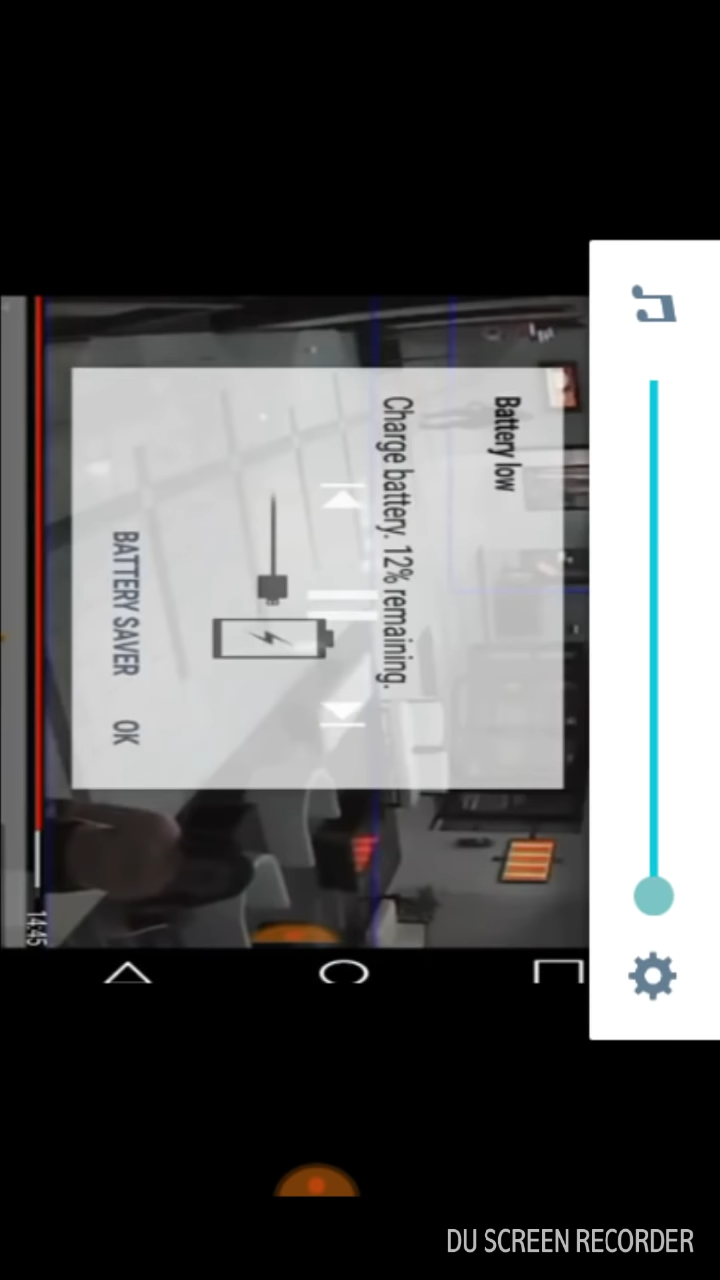 Battery low
Charge battery. 12% remaining.
BATTERY SAVER OK
14:45
DU SCREEN RECORDER